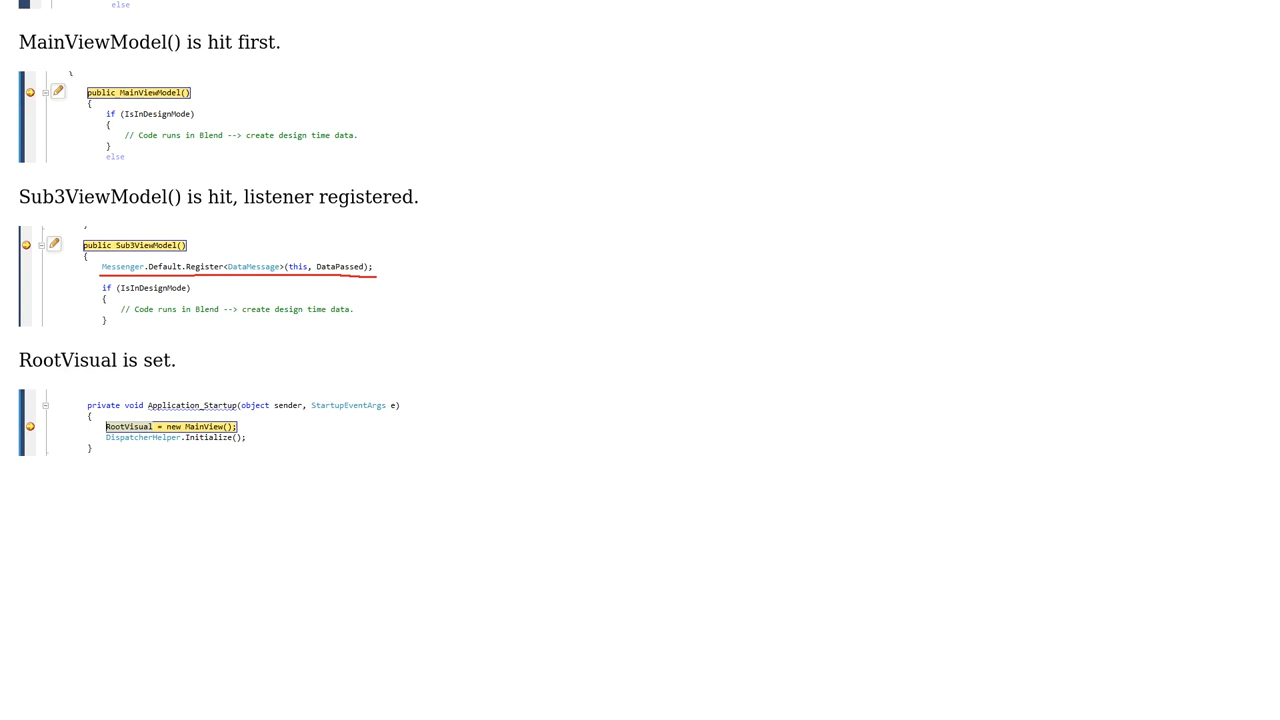 else
MainViewModel() is hit first.
{
public MainViewModel()
{
if (IsInDesignMode)
{
// Code runs in Blend --> create design time data.
}
else
Sub3ViewModel() is hit, listener registered.
}
public Sub3ViewModel()
{
Messenger.Default.Register<DataMessage>(this, DataPassed);
if (IsInDesignMode)
{
// Code runs in Blend --> create design time data.
}
RootVisual is set.
private void Application_Startup(object sender, StartupEventArgs e)
{
RootVisual = new MainView();
DispatcherHelper.Initialize();
}